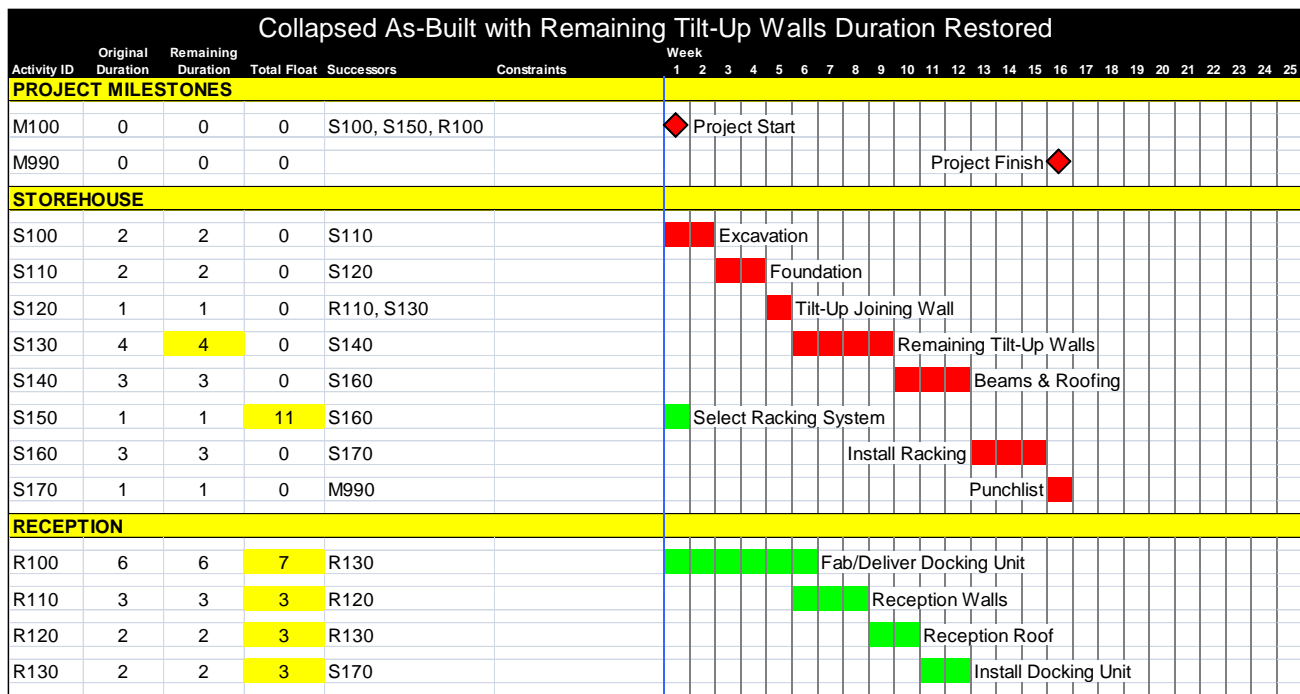 Collapsed As-Built with Remaining Tilt-Up Walls Duration Restored
Original Remaining Week
Activity ID Duration Duration Total Float Successors Constraints 1 2 3 4 5 6 7 8 9 10 11 12 13 14 15 16 17 18 19 20 21 22 23 24 25
PROJECT MILESTONES
M100 0 0 0 S100, S150, R100 Project Start
M990 0 0 0 Project Finish
STOREHOUSE
S100 2 2 0 S110 Excavation
S110 2 2 0 S120 Foundation
S120 1 1 0 R110, S130 Tilt-Up Joining Wall
S130 4 4 0 S140 Remaining Tilt-Up Walls
S140 3 3 0 S160 Beams & Roofing
S150 1 1 11 S160 Select Racking System
S160 3 3 0 S170 Install Racking
S170 1 1 0 M990 Punchlist
RECEPTION
R100 6 6 7 R130 Fab/Deliver Docking Unit
R110 3 3 3 R120 Reception Walls
R120 2 2 3 R130 Reception Roof
R130 2 2 3 S170 Install Docking Unit